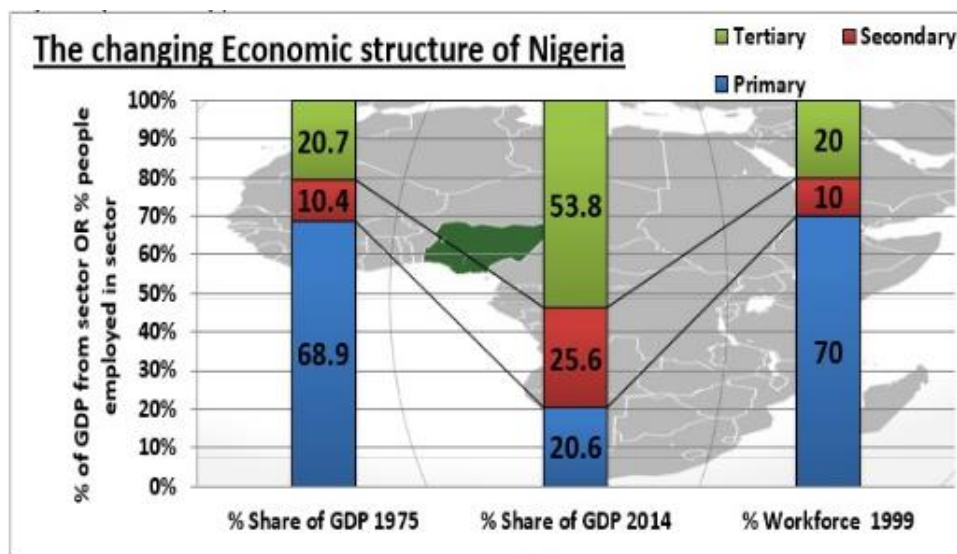 The changing Economic structure of Nigeria
Tertiary Secondary
Primary
% of GDP from sector OR % people
employed in sector
100%
90%
80%
70%
60%
50%
40%
30%
20%
10%
0%
20.7
10.4
68.9
53.8
25.6
20.6
20
10
70
% Share of GDP 1975
% Share of GDP 2014
% Workforce 1999